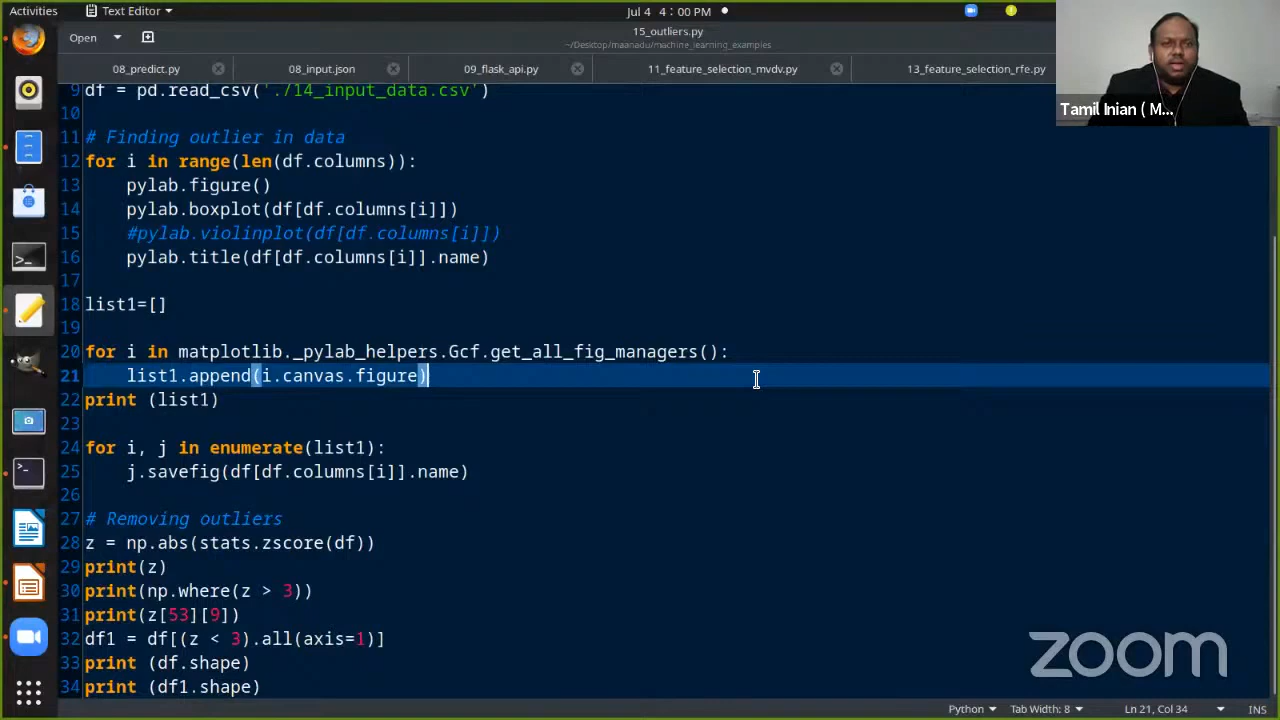 Activities
Text Editor
Jul 4 4:00 PM
Open
15_outliers.py
~/Desktop/maanadu/machine_learning_examples
08_predict.py
08_input.json
09_flask_api.py
11_feature_selection_mvdv.py
13_feature_selection_rfe.py
Tamil Inian ( M...
9 df = pd.read_csv('./14_input_data.csv')
10
11 # Finding outlier in data
12 for i in range(len(df.columns)):
13     pylab.figure()
14     pylab.boxplot(df[df.columns[i]])
15     #pylab.violinplot(df[df.columns[i]])
16     pylab.title(df[df.columns[i]].name)
17
18 list1=[]
19
20 for i in matplotlib._pylab_helpers.Gcf.get_all_fig_managers():
21     list1.append(i.canvas.figure)
22 print (list1)
23
24 for i, j in enumerate(list1):
25     j.savefig(df[df.columns[i]].name)
26
27 # Removing outliers
28 z = np.abs(stats.zscore(df))
29 print(z)
30 print(np.where(z > 3))
31 print(z[53][9])
32 df1 = df[(z < 3).all(axis=1)]
33 print (df.shape)
34 print (df1.shape)
zoom
Python
Tab Width: 8
Ln 21, Col 34
INS